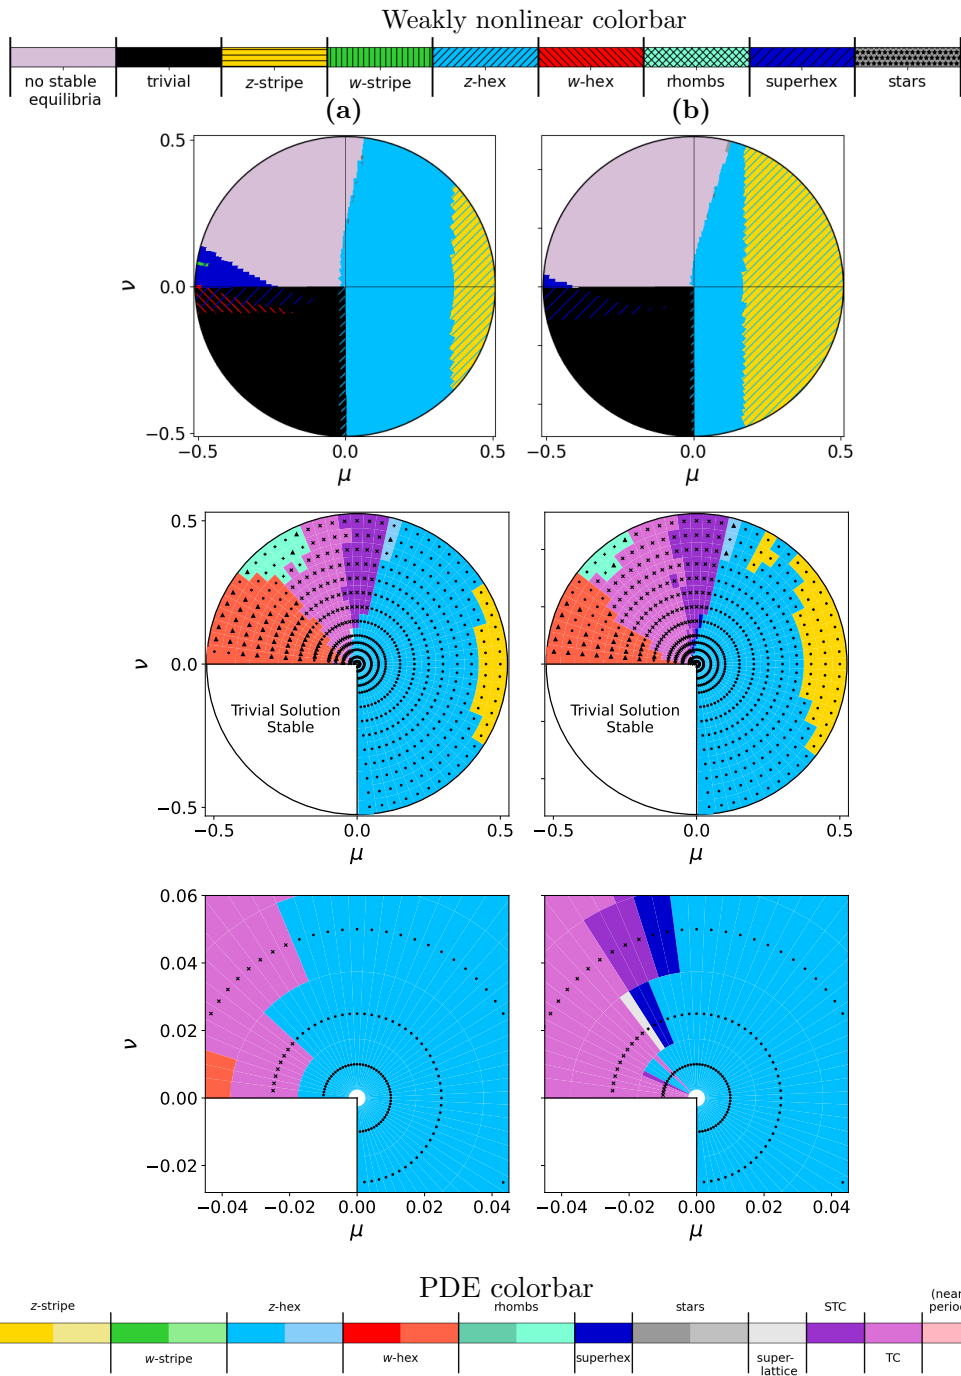 Weakly nonlinear colorbar
no stable equilibria
trivial
z-stripe
w-stripe
z-hex
w-hex
rhombs
superhex
stars
(a)
(b)
0.5
0.0
−0.5
ν
−0.5
0.0
0.5
μ
−0.5
0.0
0.5
μ
0.5
0.0
−0.5
ν
Trivial Solution
Stable
Trivial Solution
Stable
−0.5
0.0
0.5
μ
−0.5
0.0
0.5
μ
0.06
0.04
0.02
0.00
−0.02
ν
−0.04
−0.02
0.00
0.02
0.04
μ
−0.04
−0.02
0.00
0.02
0.04
μ
PDE colorbar
z-stripe
z-hex
rhombs
stars
STC
(near
period
w-stripe
w-hex
superhex
super-
lattice
TC